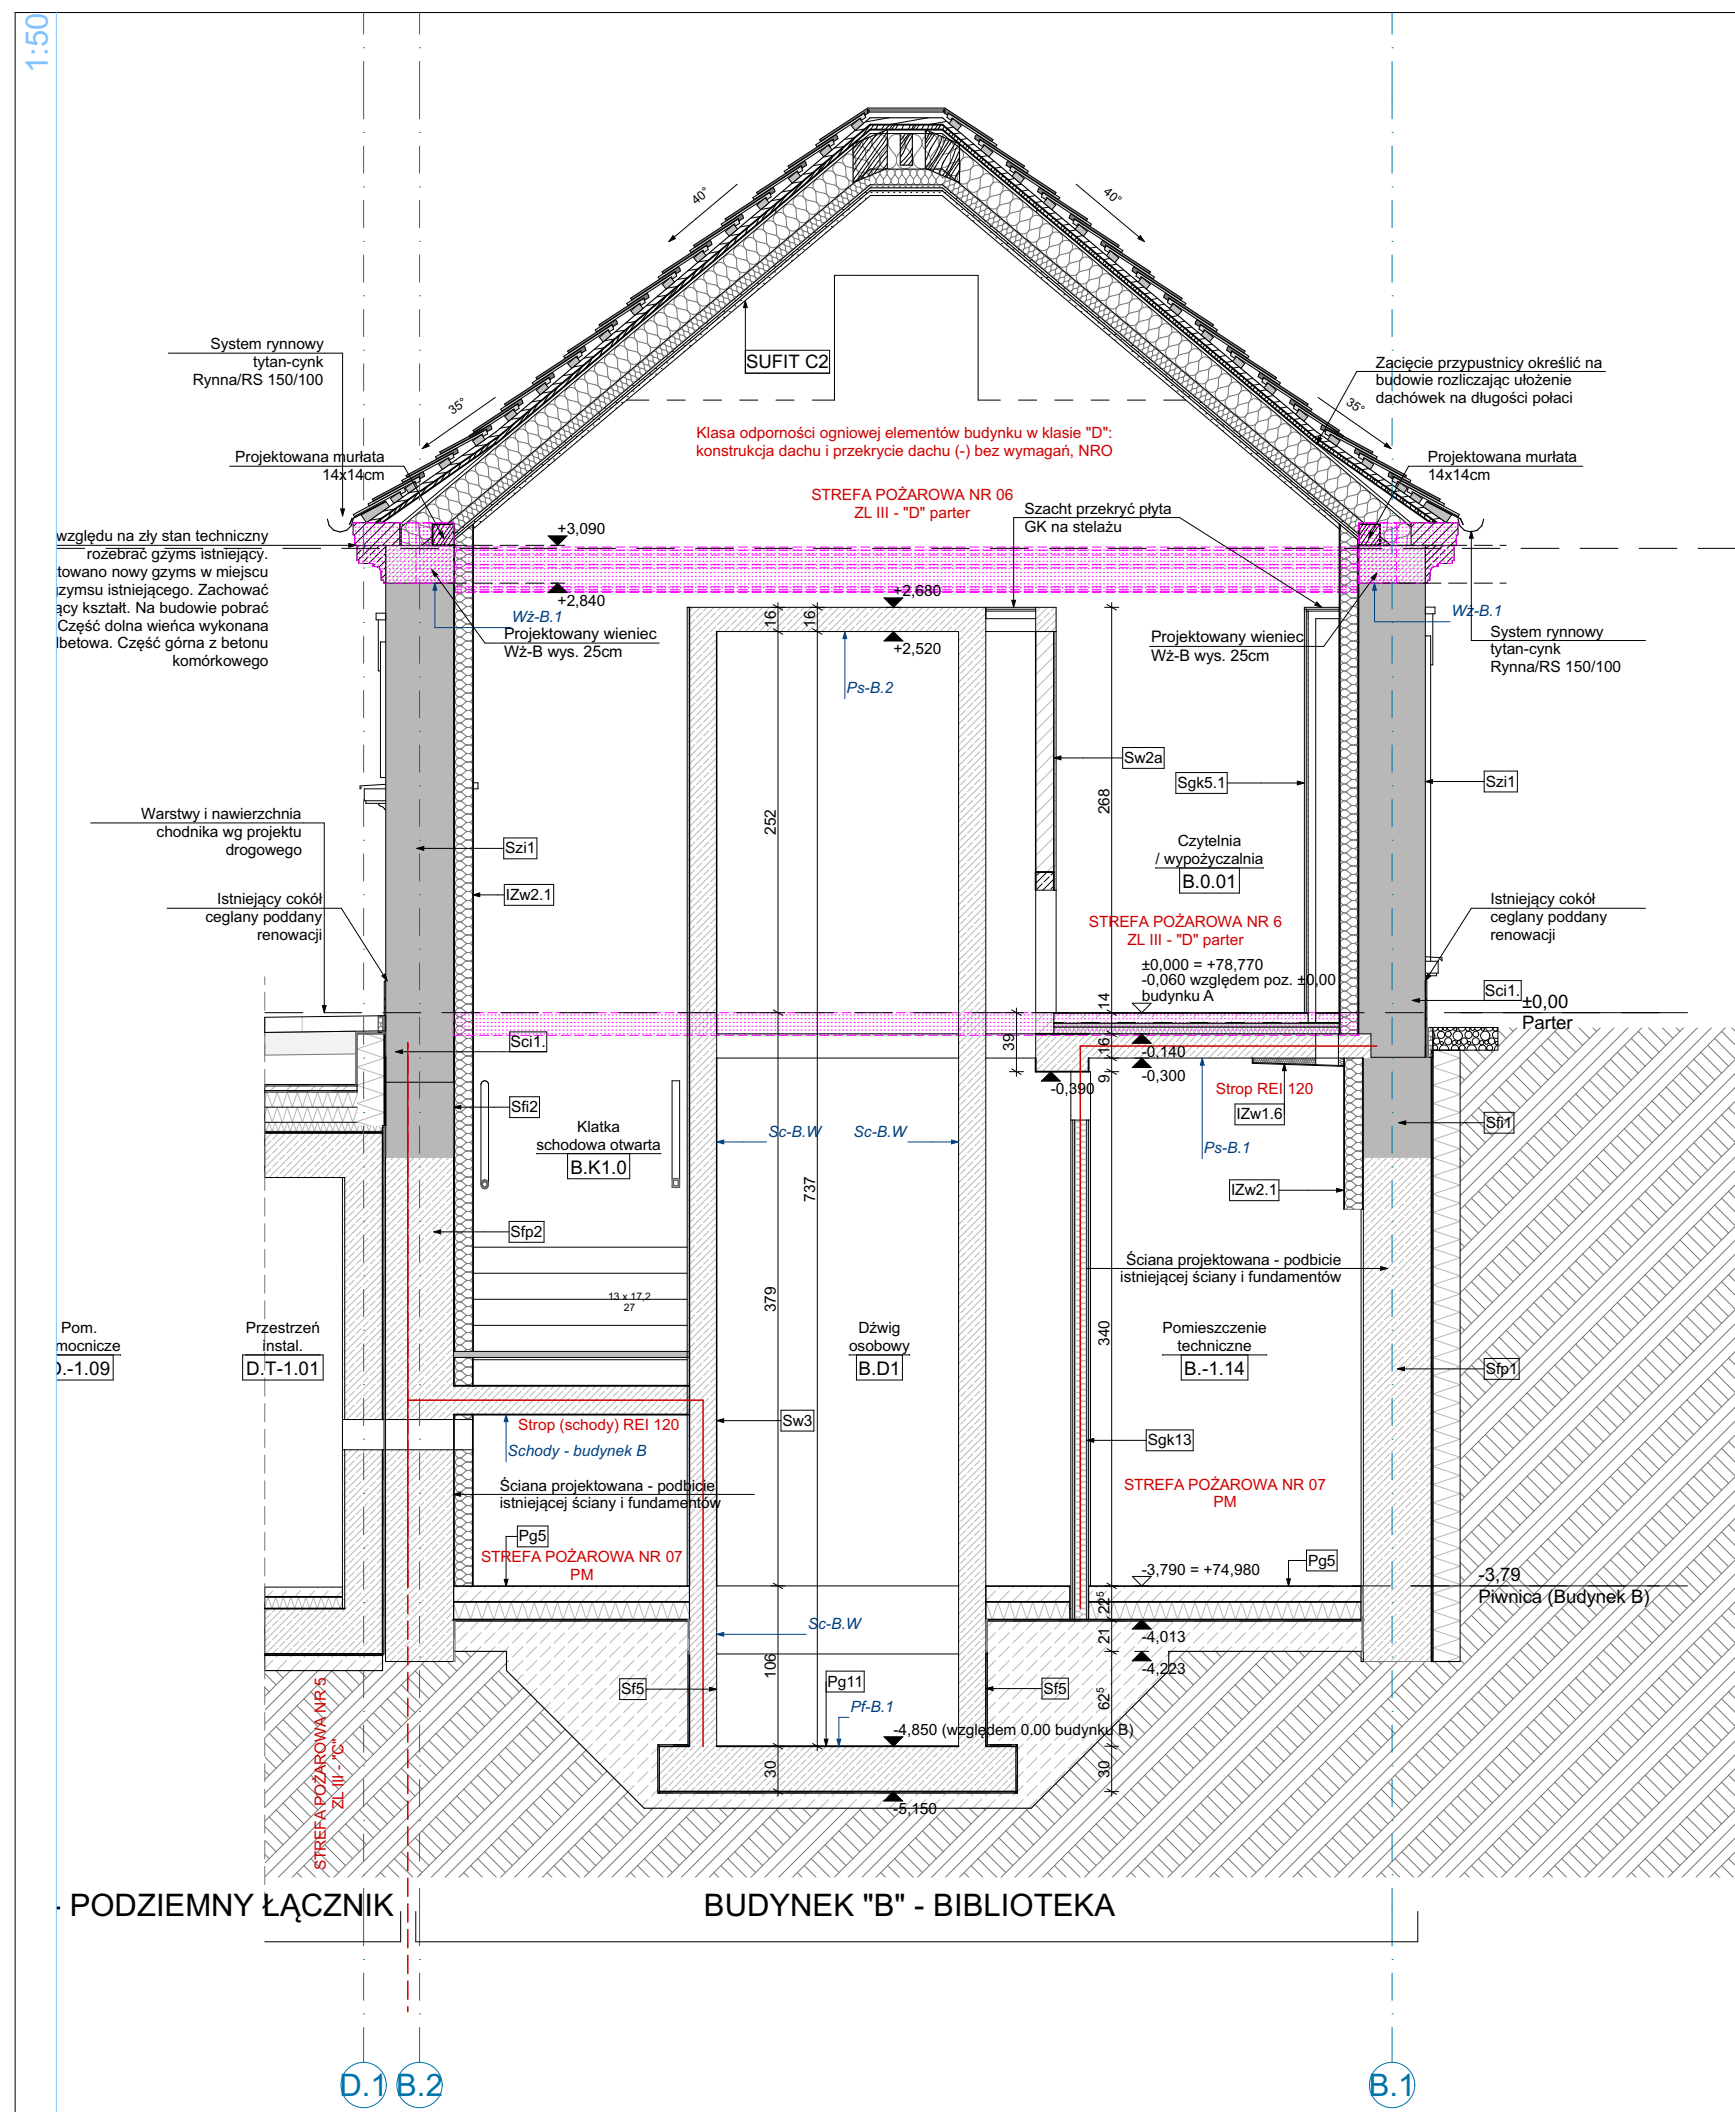 1:50
40°
40°
35°
35°
System rynnowy
tytan-cynk
Rynna/RS 150/100
SUFIT C2
Zacięcie przypustnicy określić na
budowie rozliczając ułożenie
dachówek na długości połaci
Klasa odporności ogniowej elementów budynku w klasie "D":
konstrukcja dachu i przekrycie dachu (-) bez wymagań, NRO
Projektowana murłata
14x14cm
Projektowana murłata
14x14cm
STREFA POŻAROWA NR 06
ZL III - "D" parter
Szacht przekryć płyta
GK na stelażu
względu na zły stan techniczny
rozebrać gzyms istniejący.
towano nowy gzyms w miejscu
zymsu istniejącego. Zachować
ący kształt. Na budowie pobrać
Część dolna wieńca wykonana
lbetowa. Część górna z betonu
komórkowego
+3,090
+2,840
+2,680
+2,520
16
16
Wż-B.1
Projektowany wieniec
Wż-B wys. 25cm
Projektowany wieniec
Wż-B wys. 25cm
Wż-B.1
System rynnowy
tytan-cynk
Rynna/RS 150/100
Ps-B.2
Sw2a
Sgk5.1
Szi1
252
268
Warstwy i nawierzchnia
chodnika wg projektu
drogowego
Szi1
IZw2.1
Czytelnia
/ wypożyczalnia
B.0.01
Istniejący cokół
ceglany poddany
renowacji
Istniejący cokół
ceglany poddany
renowacji
STREFA POŻAROWA NR 6
ZL III - "D" parter
±0,000 = +78,770
-0,060 względem poz. ±0,00
budynku A
Sci1.
±0,00
Parter
14
39
16
9
-0,140
-0,300
-0,390
Sci1.
Sfi2
Strop REI 120
IZw1.6
Sfi1
Klatka
schodowa otwarta
B.K1.0
Sc-B.W
Sc-B.W
Ps-B.1
737
IZw2.1
Sfp2
Ściana projektowana - podbicie
istniejącej ściany i fundamentów
13 x 17,2
27
379
340
Pom.
mocnicze
D.-1.09
Przestrzeń
instal.
D.T-1.01
Dźwig
osobowy
B.D1
Pomieszczenie
techniczne
B.-1.14
Sfp1
Strop (schody) REI 120
Schody - budynek B
Sw3
Sgk13
Ściana projektowana - podbicie
istniejącej ściany i fundamentów
STREFA POŻAROWA NR 07
PM
Pg5
STREFA POŻAROWA NR 07
PM
-3,790 = +74,980
Pg5
-3,79
Piwnica (Budynek B)
22⁵
21
Sc-B.W
-4,013
-4,223
106
62⁵
Sf5
Pg11
Sf5
Pf-B.1
-4,850 (względem 0.00 budynku B)
30
30
-5,150
STREFA POŻAROWA NR 5
ZL III - "C"
- PODZIEMNY ŁĄCZNIK
BUDYNEK "B" - BIBLIOTEKA
D.1
B.2
B.1